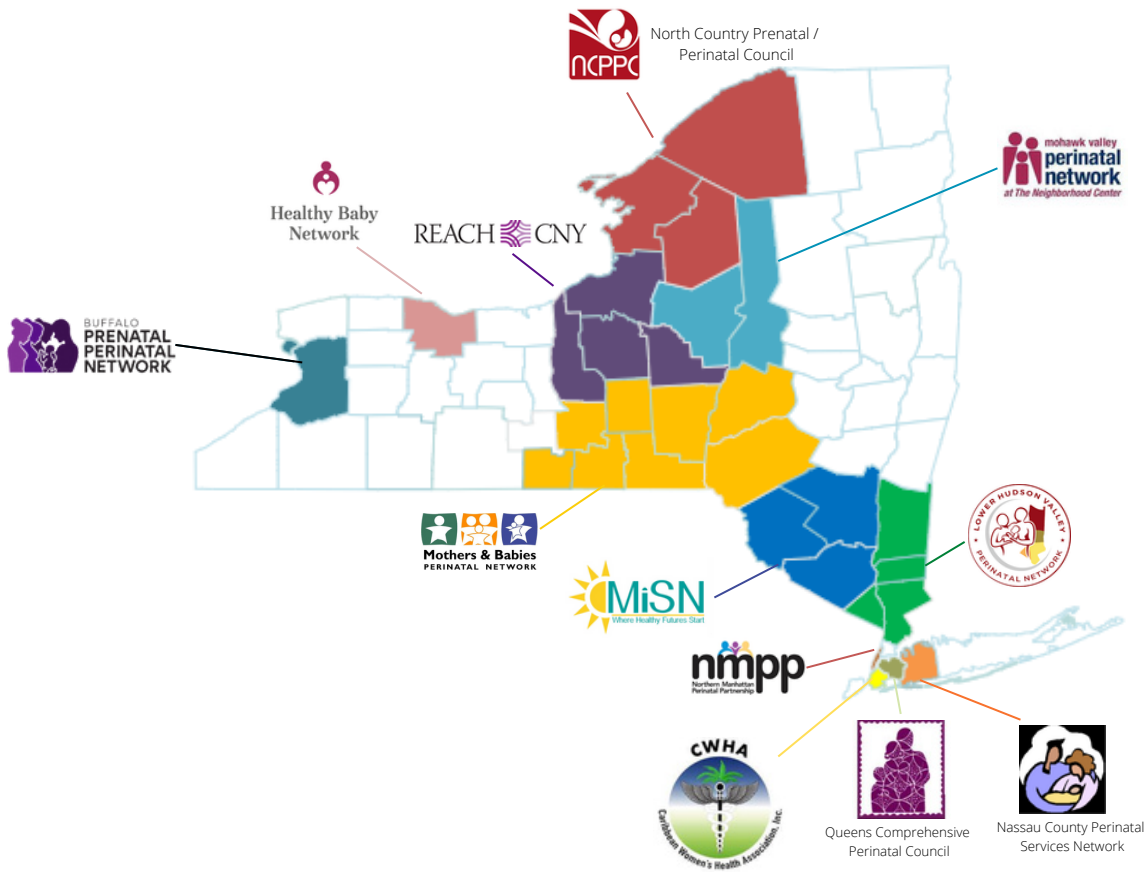 NCPPC
North Country Prenatal /
Perinatal Council
mohawk valley
perinatal
network
at The Neighborhood Center
Healthy Baby
Network
REACH CNY
BUFFALO
PRENATAL
PERINATAL
NETWORK
LOWER HUDSON VALLEY
PERINATAL NETWORK
Mothers & Babies
PERINATAL NETWORK
MiSN
Where Healthy Futures Start
nmpp
Northern Manhattan
Perinatal Partnership
CWHA
Caribbean Women's Health Association, Inc.
Queens Comprehensive
Perinatal Council
Nassau County Perinatal
Services Network